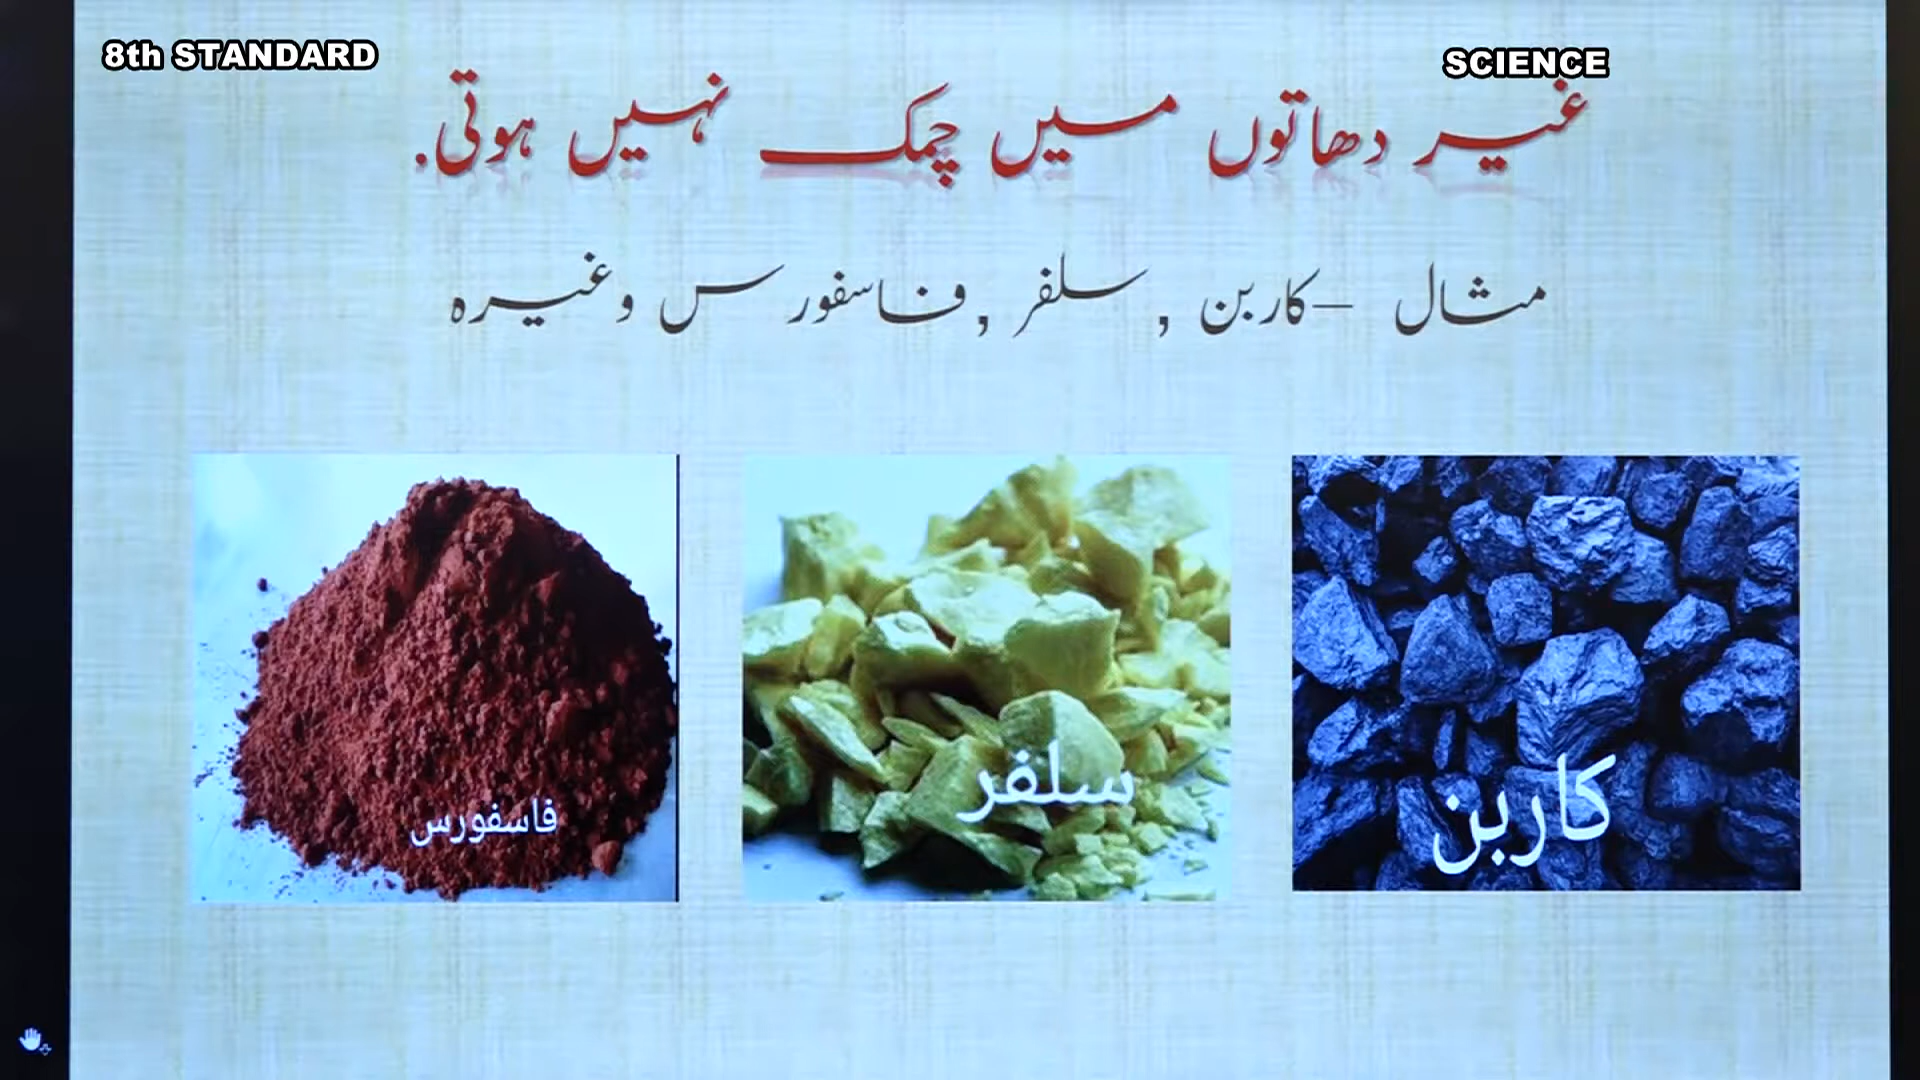 8th STANDARD
SCIENCE
غیر دھاتوں میں چمک نہیں ہوتی.
مثال – کاربن , سلفر , فاسفورس وغیرہ
کاربن
سلفر
فاسفورس